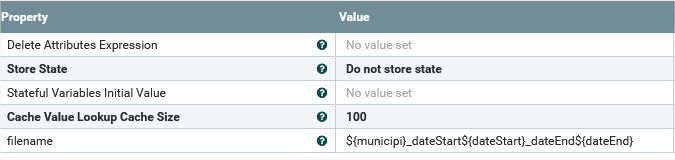 Property Value
Delete Attributes Expression ? No value set
Store State ? Do not store state
Stateful Variables Initial Value ? No value set
Cache Value Lookup Cache Size ? 100
filename ? ${municipi}_dateStart${dateStart}_dateEnd${dateEnd}